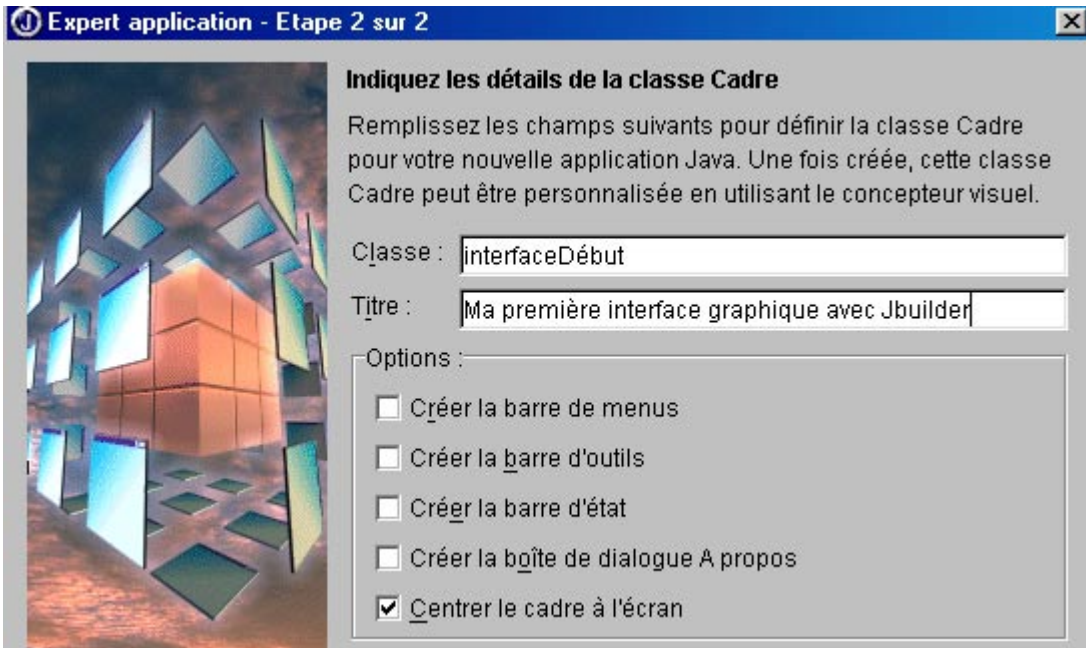 Expert application - Etape 2 sur 2
Indiquez les détails de la classe Cadre
Remplissez les champs suivants pour définir la classe Cadre
pour votre nouvelle application Java. Une fois créée, cette classe
Cadre peut être personnalisée en utilisant le concepteur visuel.
Classe : interfaceDébut
Titre : Ma première interface graphique avec Jbuilder
Options :
Créer la barre de menus
Créer la barre d'outils
Créer la barre d'état
Créer la boîte de dialogue A propos
Centrer le cadre à l'écran